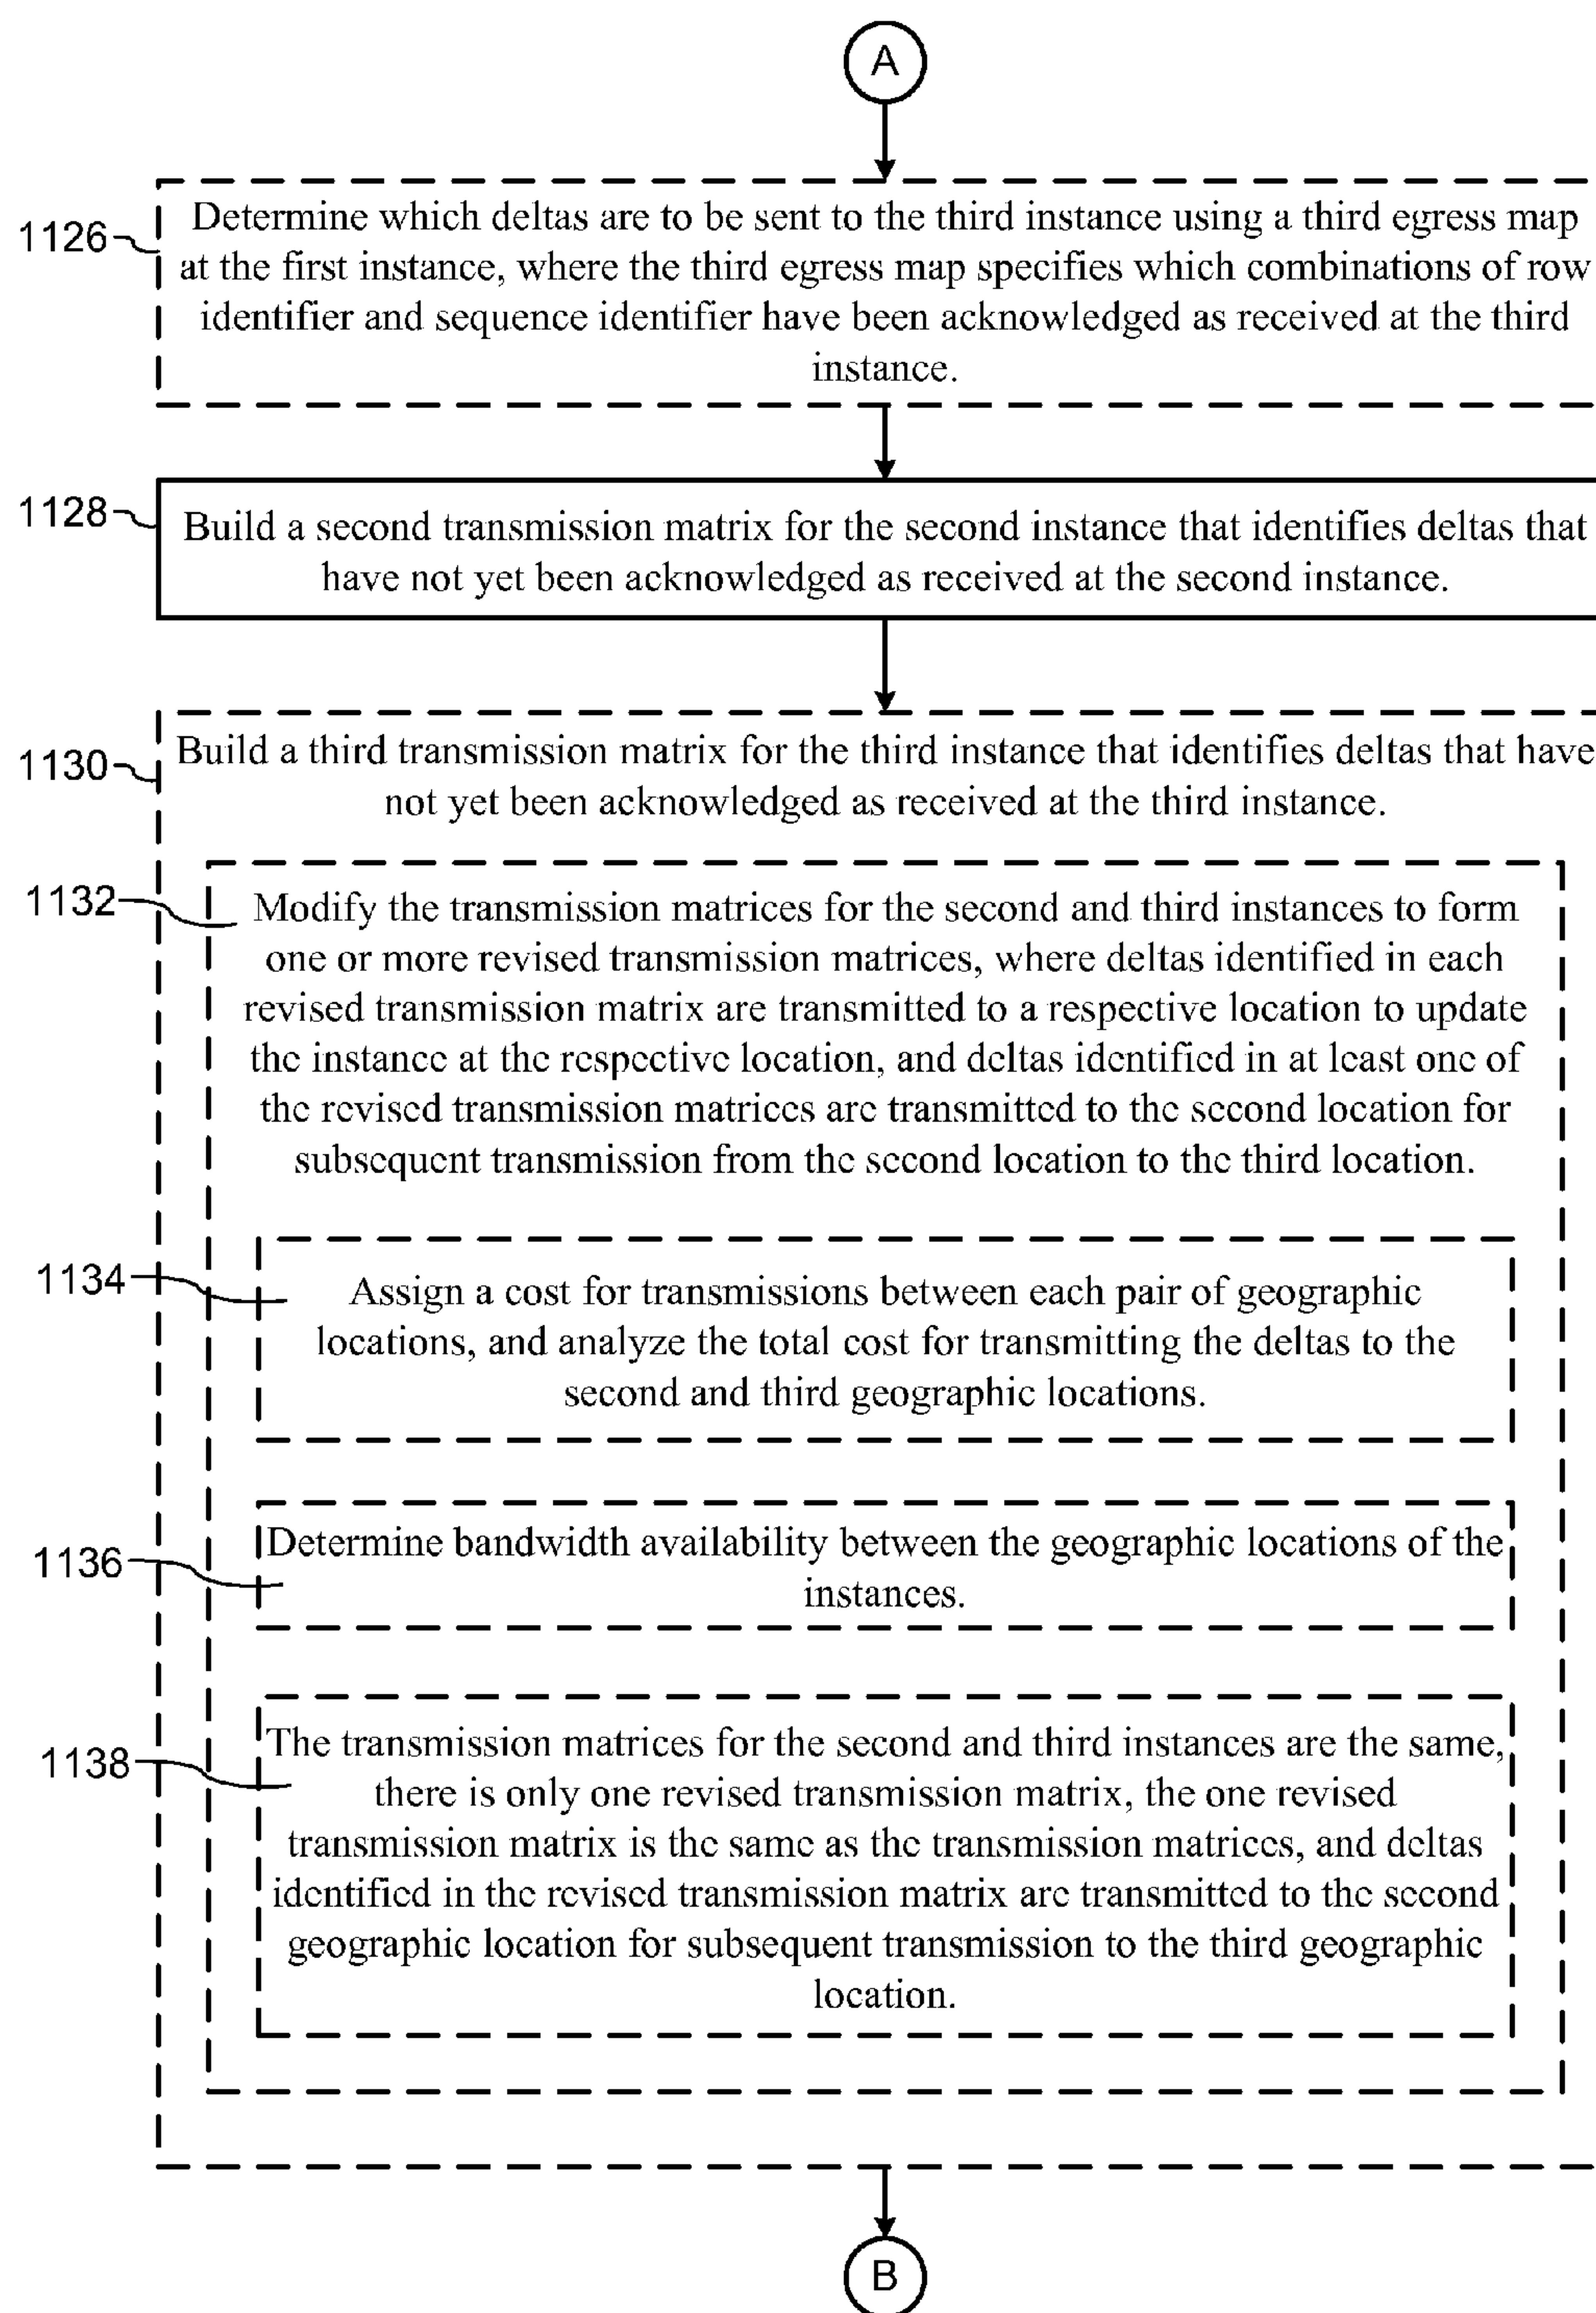 A
1126
Determine which deltas are to be sent to the third instance using a third egress map
at the first instance, where the third egress map specifies which combinations of row
identifier and sequence identifier have been acknowledged as received at the third
instance.
1128
Build a second transmission matrix for the second instance that identifies deltas that
have not yet been acknowledged as received at the second instance.
1130
Build a third transmission matrix for the third instance that identifies deltas that have
not yet been acknowledged as received at the third instance.
1132
Modify the transmission matrices for the second and third instances to form
one or more revised transmission matrices, where deltas identified in each
revised transmission matrix are transmitted to a respective location to update
the instance at the respective location, and deltas identified in at least one of
the revised transmission matrices are transmitted to the second location for
subsequent transmission from the second location to the third location.
1134
Assign a cost for transmissions between each pair of geographic
locations, and analyze the total cost for transmitting the deltas to the
second and third geographic locations.
1136
Determine bandwidth availability between the geographic locations of the
instances.
1138
The transmission matrices for the second and third instances are the same,
there is only one revised transmission matrix, the one revised
transmission matrix is the same as the transmission matrices, and deltas
identified in the revised transmission matrix are transmitted to the second
geographic location for subsequent transmission to the third geographic
location.
B